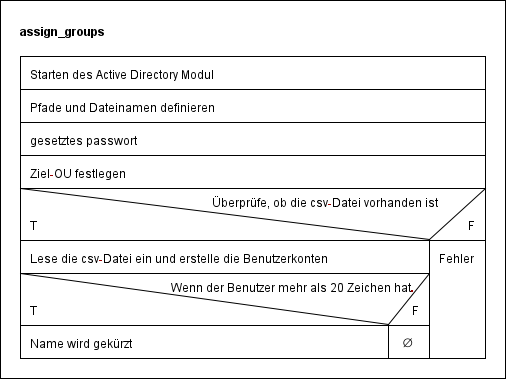 assign_groups
Starten des Active Directory Modul
Pfade und Dateinamen definieren
gesetztes passwort
Ziel-OU festlegen
Überprüfe, ob die csv-Datei vorhanden ist
T F
Lese die csv-Datei ein und erstelle die Benutzerkonten Fehler
Wenn der Benutzer mehr als 20 Zeichen hat.
T F
Name wird gekürzt ∅